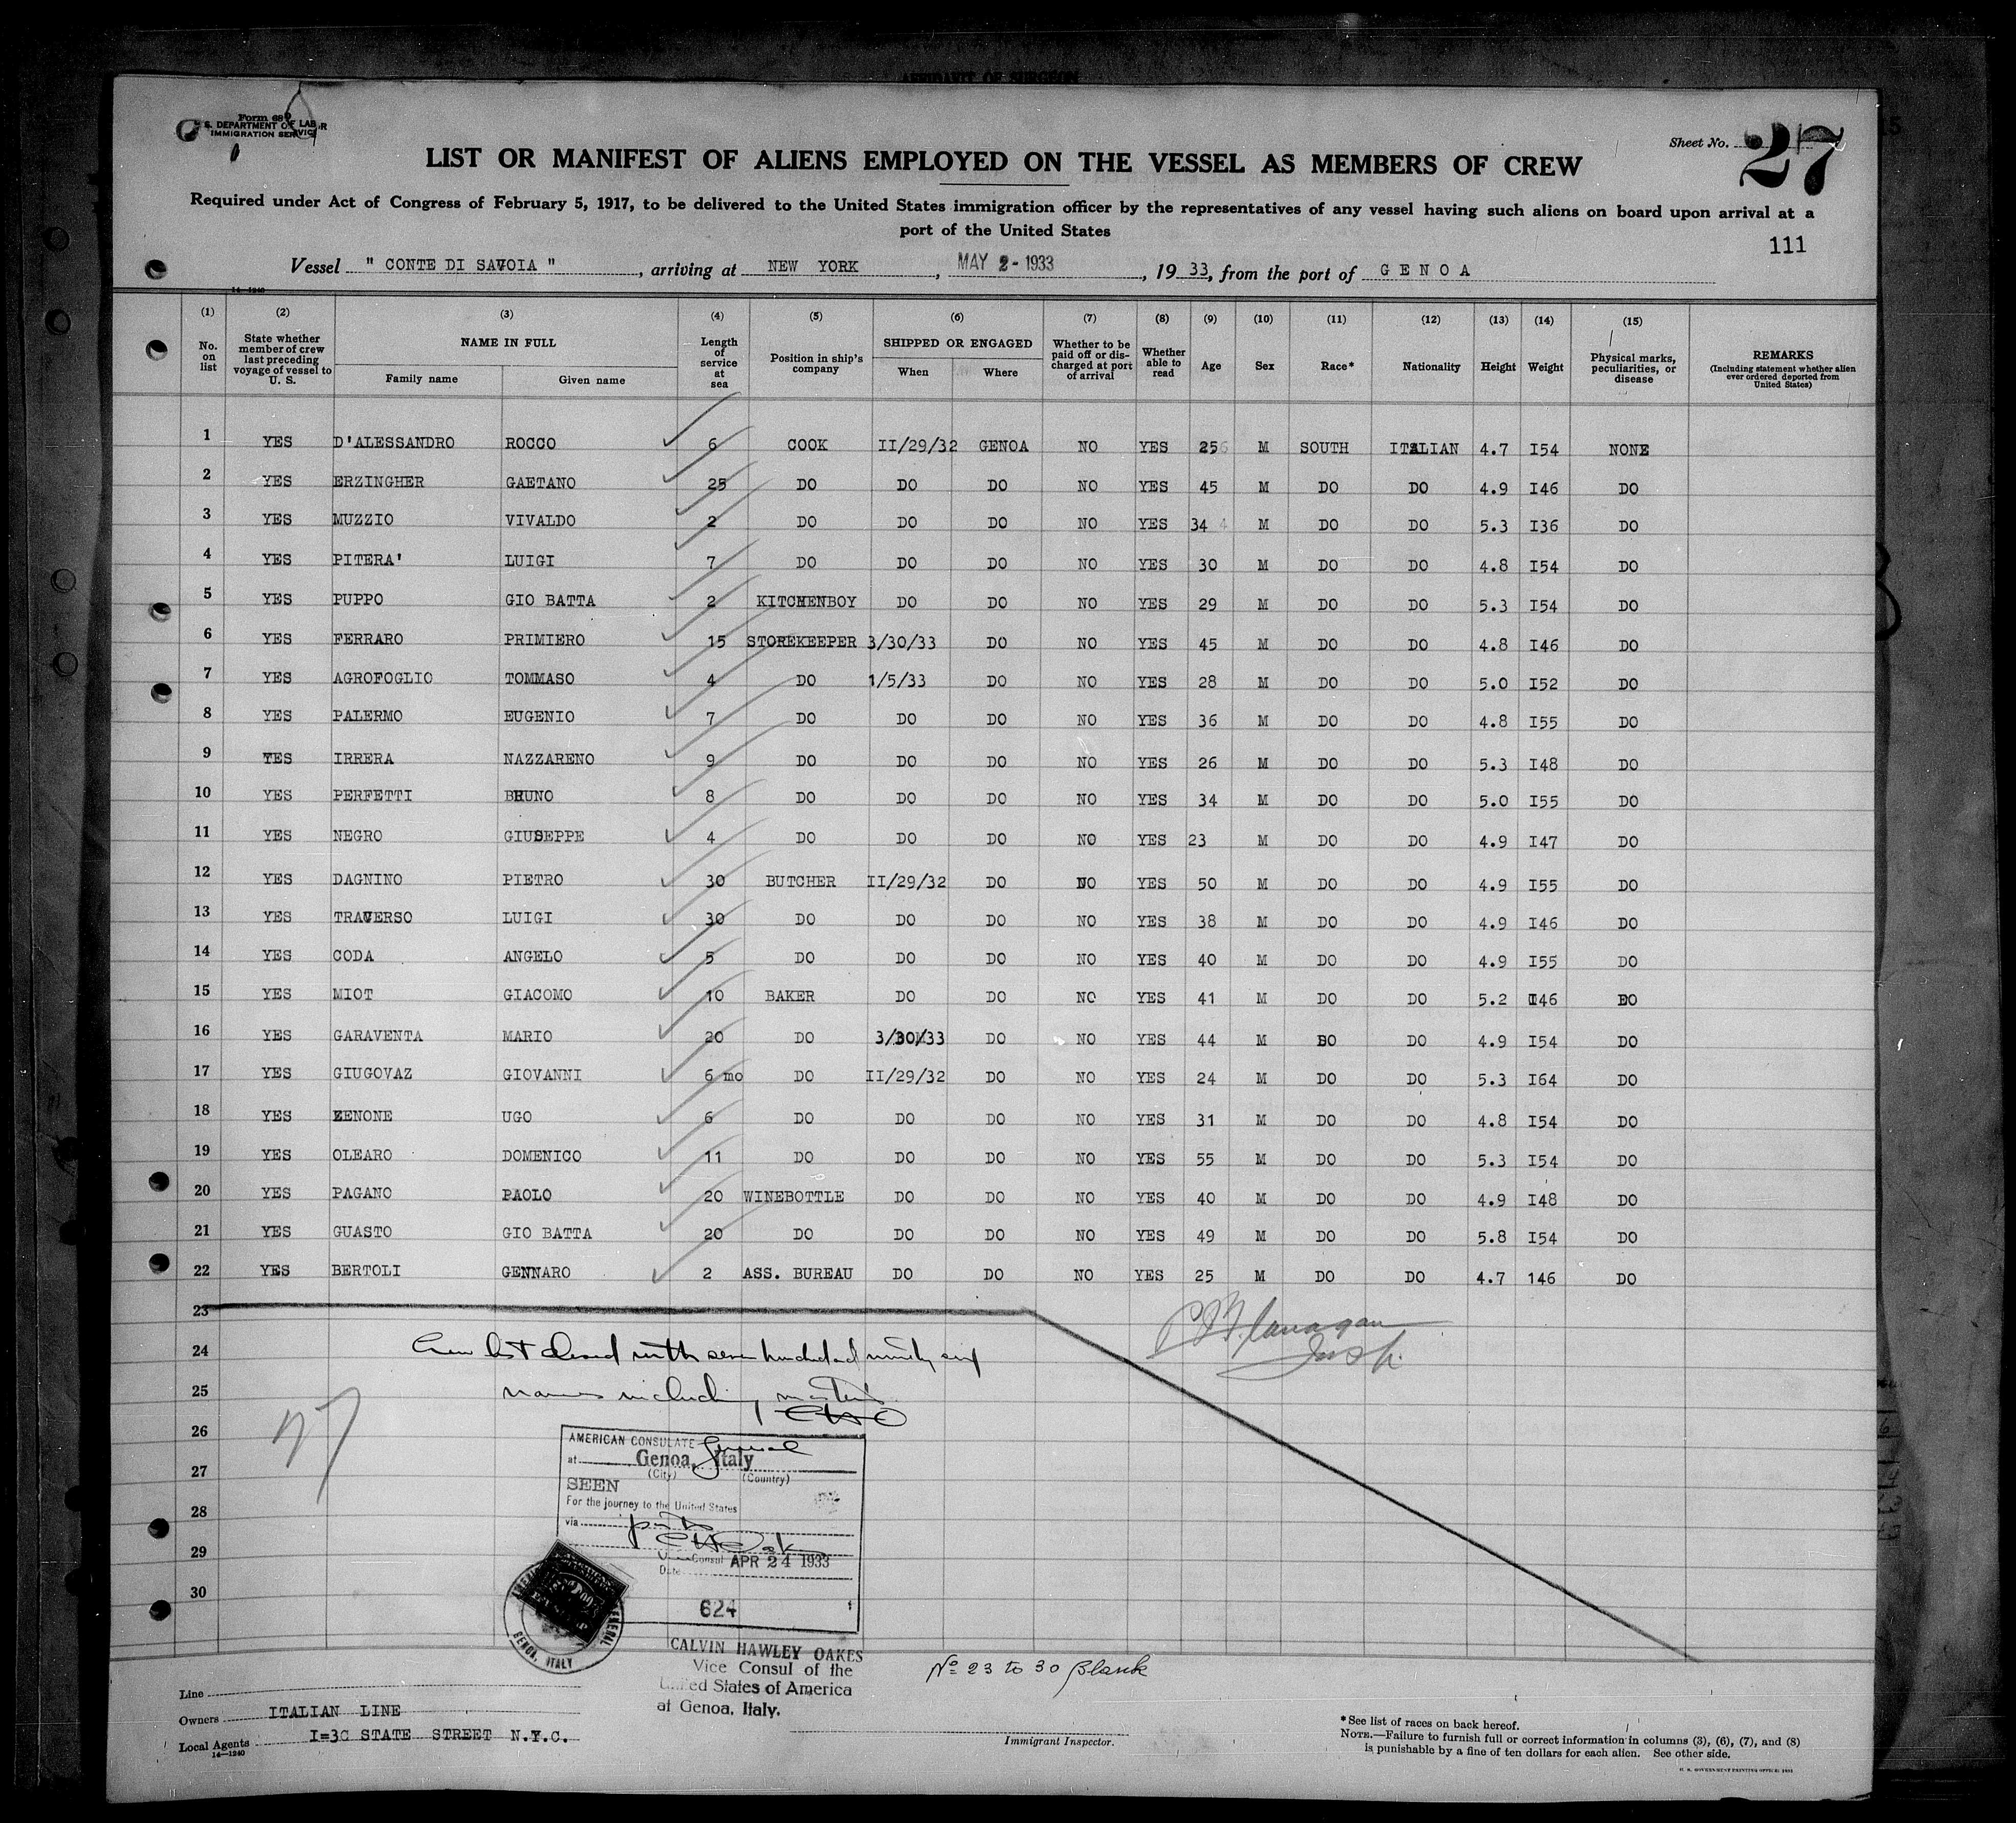 AFFIDAVIT OF SURGEON
Form 689
U. S. DEPARTMENT OF LABOR
IMMIGRATION SERVICE
Sheet No. 27
LIST OR MANIFEST OF ALIENS EMPLOYED ON THE VESSEL AS MEMBERS OF CREW
Required under Act of Congress of February 5, 1917, to be delivered to the United States immigration officer by the representatives of any vessel having such aliens on board upon arrival at a
port of the United States
111
Vessel " CONTE DI SAVOIA ", arriving at NEW YORK, MAY 2 - 1933, 1933, from the port of GENOA
14—1240
(1) (2) (3) (4) (5) (6) (7) (8) (9) (10) (11) (12) (13) (14) (15)
No. on list State whether member of crew last preceding voyage of vessel to U. S. NAME IN FULL Family name Given name Length of service at sea Position in ship's company SHIPPED OR ENGAGED When Where Whether to be paid off or discharged at port of arrival Whether able to read Age Sex Race* Nationality Height Weight Physical marks, peculiarities, or disease REMARKS (Including statement whether alien ever ordered deported from United States)
1 YES D'ALESSANDRO ROCCO 6 COOK II/29/32 GENOA NO YES 25 M SOUTH ITALIAN 4.7 I54 NONE
2 YES ERZINGHER GAETANO 25 DO DO DO NO YES 45 M DO DO 4.9 I46 DO
3 YES MUZZIO VIVALDO 2 DO DO DO NO YES 34 M DO DO 5.3 I36 DO
4 YES PITERA' LUIGI 7 DO DO DO NO YES 30 M DO DO 4.8 I54 DO
5 YES PUPPO GIO BATTA 2 KITCHENBOY DO DO NO YES 29 M DO DO 5.3 I54 DO
6 YES FERRARO PRIMIERO 15 STOREKEEPER 3/30/33 DO NO YES 45 M DO DO 4.8 I46 DO
7 YES AGROFOGLIO TOMMASO 4 DO 1/5/33 DO NO YES 28 M DO DO 5.0 I52 DO
8 YES PALERMO EUGENIO 7 DO DO DO NO YES 36 M DO DO 4.8 I55 DO
9 YES IRRERA NAZZARENO 9 DO DO DO NO YES 26 M DO DO 5.3 I48 DO
10 YES PERFETTI BRUNO 8 DO DO DO NO YES 34 M DO DO 5.0 I55 DO
11 YES NEGRO GIUSEPPE 4 DO DO DO NO YES 23 M DO DO 4.9 I47 DO
12 YES DAGNINO PIETRO 30 BUTCHER II/29/32 DO NO YES 50 M DO DO 4.9 I55 DO
13 YES TRAVERSO LUIGI 30 DO DO DO NO YES 38 M DO DO 4.9 I46 DO
14 YES CODA ANGELO 5 DO DO DO NO YES 40 M DO DO 4.9 I55 DO
15 YES MIOT GIACOMO 10 BAKER DO DO NO YES 41 M DO DO 5.2 I46 DO
16 YES GARAVENTA MARIO 20 DO 3/30/33 DO NO YES 44 M DO DO 4.9 I54 DO
17 YES GIUGOVAZ GIOVANNI 6 mo DO II/29/32 DO NO YES 24 M DO DO 5.3 I64 DO
18 YES ZENONE UGO 6 DO DO DO NO YES 31 M DO DO 4.8 I54 DO
19 YES OLEARO DOMENICO 11 DO DO DO NO YES 55 M DO DO 5.3 I54 DO
20 YES PAGANO PAOLO 20 WINEBOTTLE DO DO NO YES 40 M DO DO 4.9 I48 DO
21 YES GUASTO GIO BATTA 20 DO DO DO NO YES 49 M DO DO 5.8 I54 DO
22 YES BERTOLI GENNARO 2 ASS. BUREAU DO DO NO YES 25 M DO DO 4.7 146 DO
23
24 Crew list closed with seven hundred ninety six
Flanagan
Insp.
25 names including master
26
27
28
29
30
27
AMERICAN CONSULATE General
at Genoa, Italy
(City) (Country)
SEEN
For the journey to the United States
via
Vice Consul APR 24 1933
Date
624
GENOA, ITALY
CALVIN HAWLEY OAKES
Vice Consul of the
United States of America
at Genoa, Italy.
No 23 to 30 Blank
Line
Owners ITALIAN LINE
Local Agents I=3C STATE STREET N.Y.C.
14—1240
Immigrant Inspector.
* See list of races on back hereof.
NOTE.—Failure to furnish full or correct information in columns (3), (6), (7), and (8)
is punishable by a fine of ten dollars for each alien. See other side.
U. S. GOVERNMENT PRINTING OFFICE: 1931